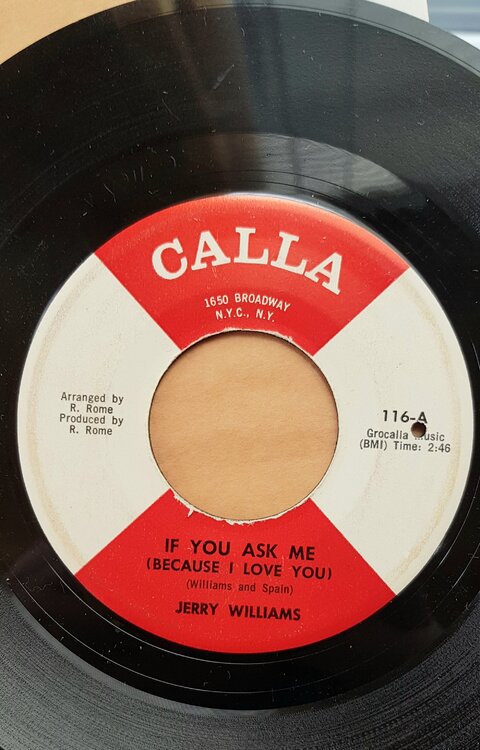 CALLA
1650 BROADWAY
N.Y.C., N.Y.
Arranged by
R. Rome
Produced by
R. Rome
116-A
Grocalla
(BMI) Time: 2:46
IF YOU ASK ME
(BECAUSE I LOVE YOU)
(Williams and Spain)
JERRY WILLIAMS